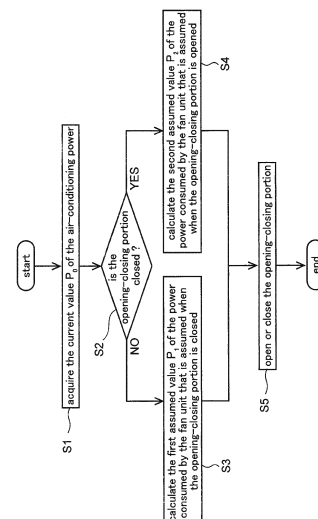 start
S1
acquire the current value P0 of the air-conditioning power
S2
is the
opening-closing portion
closed ?
NO
YES
calculate the first assumed value P1 of the power
consumed by the fan unit that is assumed when
the opening-closing portion is closed
S3
calculate the second assumed value P2 of the
power consumed by the fan unit that is assumed
when the opening-closing portion is opened
S4
open or close the opening-closing portion
S5
end